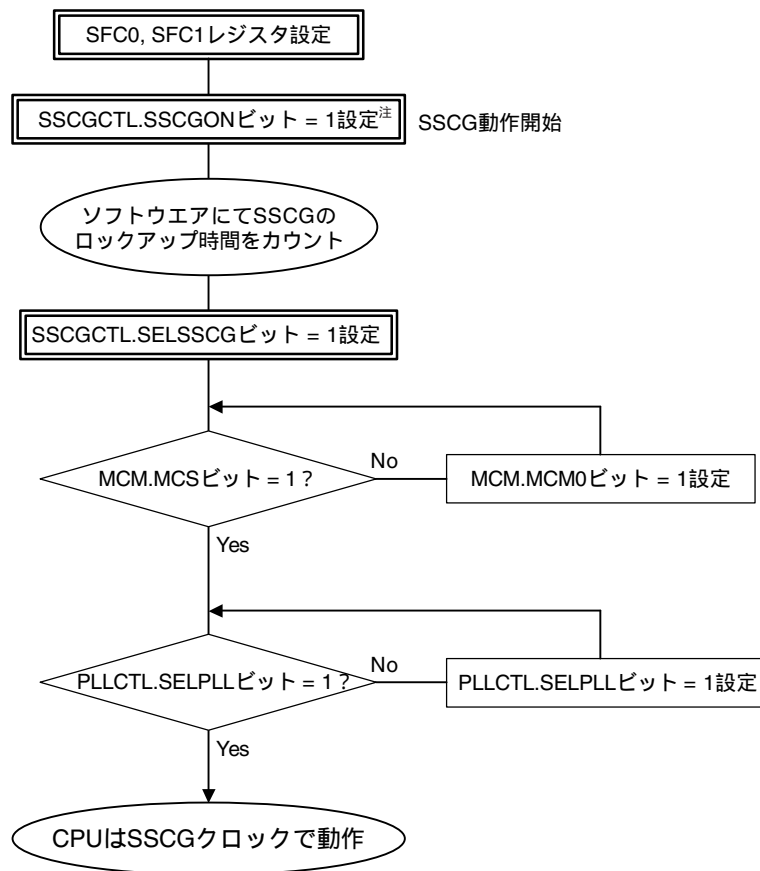 SFC0, SFC1レジスタ設定
SSCGCTL.SSCGONビット = 1設定注
SSCG動作開始
ソフトウエアにてSSCGの
ロックアップ時間をカウント
SSCGCTL.SELSSCGビット = 1設定
MCM.MCSビット = 1？
No
MCM.MCM0ビット = 1設定
Yes
PLLCTL.SELPLLビット = 1？
No
PLLCTL.SELPLLビット = 1設定
Yes
CPUはSSCGクロックで動作